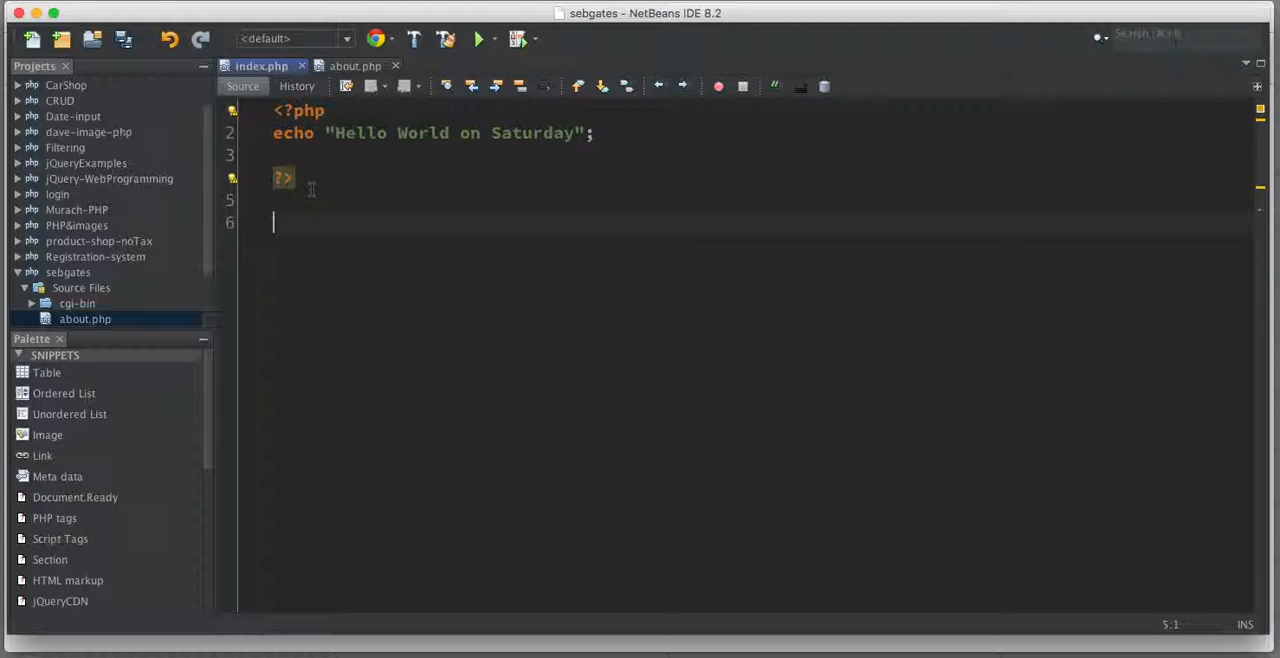 sebgates - NetBeans IDE 8.2
<default>
Search (⌘+I)
Projects
index.php
about.php
Source
History
CarShop
CRUD
Date-input
dave-image-php
Filtering
jQueryExamples
jQuery-WebProgramming
login
Murach-PHP
PHP&images
product-shop-noTax
Registration-system
sebgates
Source Files
cgi-bin
about.php
<?php
2 echo "Hello World on Saturday";
3
?>
5
6
Palette
SNIPPETS
Table
Ordered List
Unordered List
Image
Link
Meta data
Document.Ready
PHP tags
Script Tags
Section
HTML markup
jQueryCDN
5:1
INS